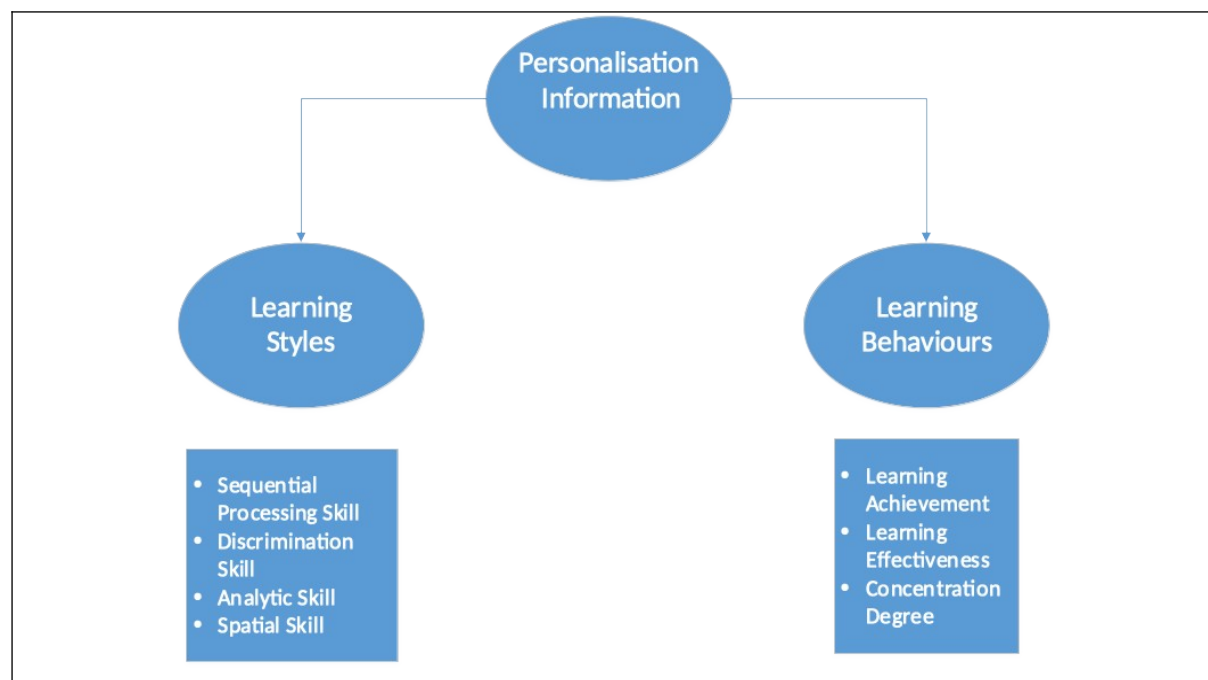 Personalisation
Information
Learning
Styles
Learning
Behaviours
• Sequential
Processing Skill
• Discrimination
Skill
• Analytic Skill
• Spatial Skill
• Learning
Achievement
• Learning
Effectiveness
• Concentration
Degree